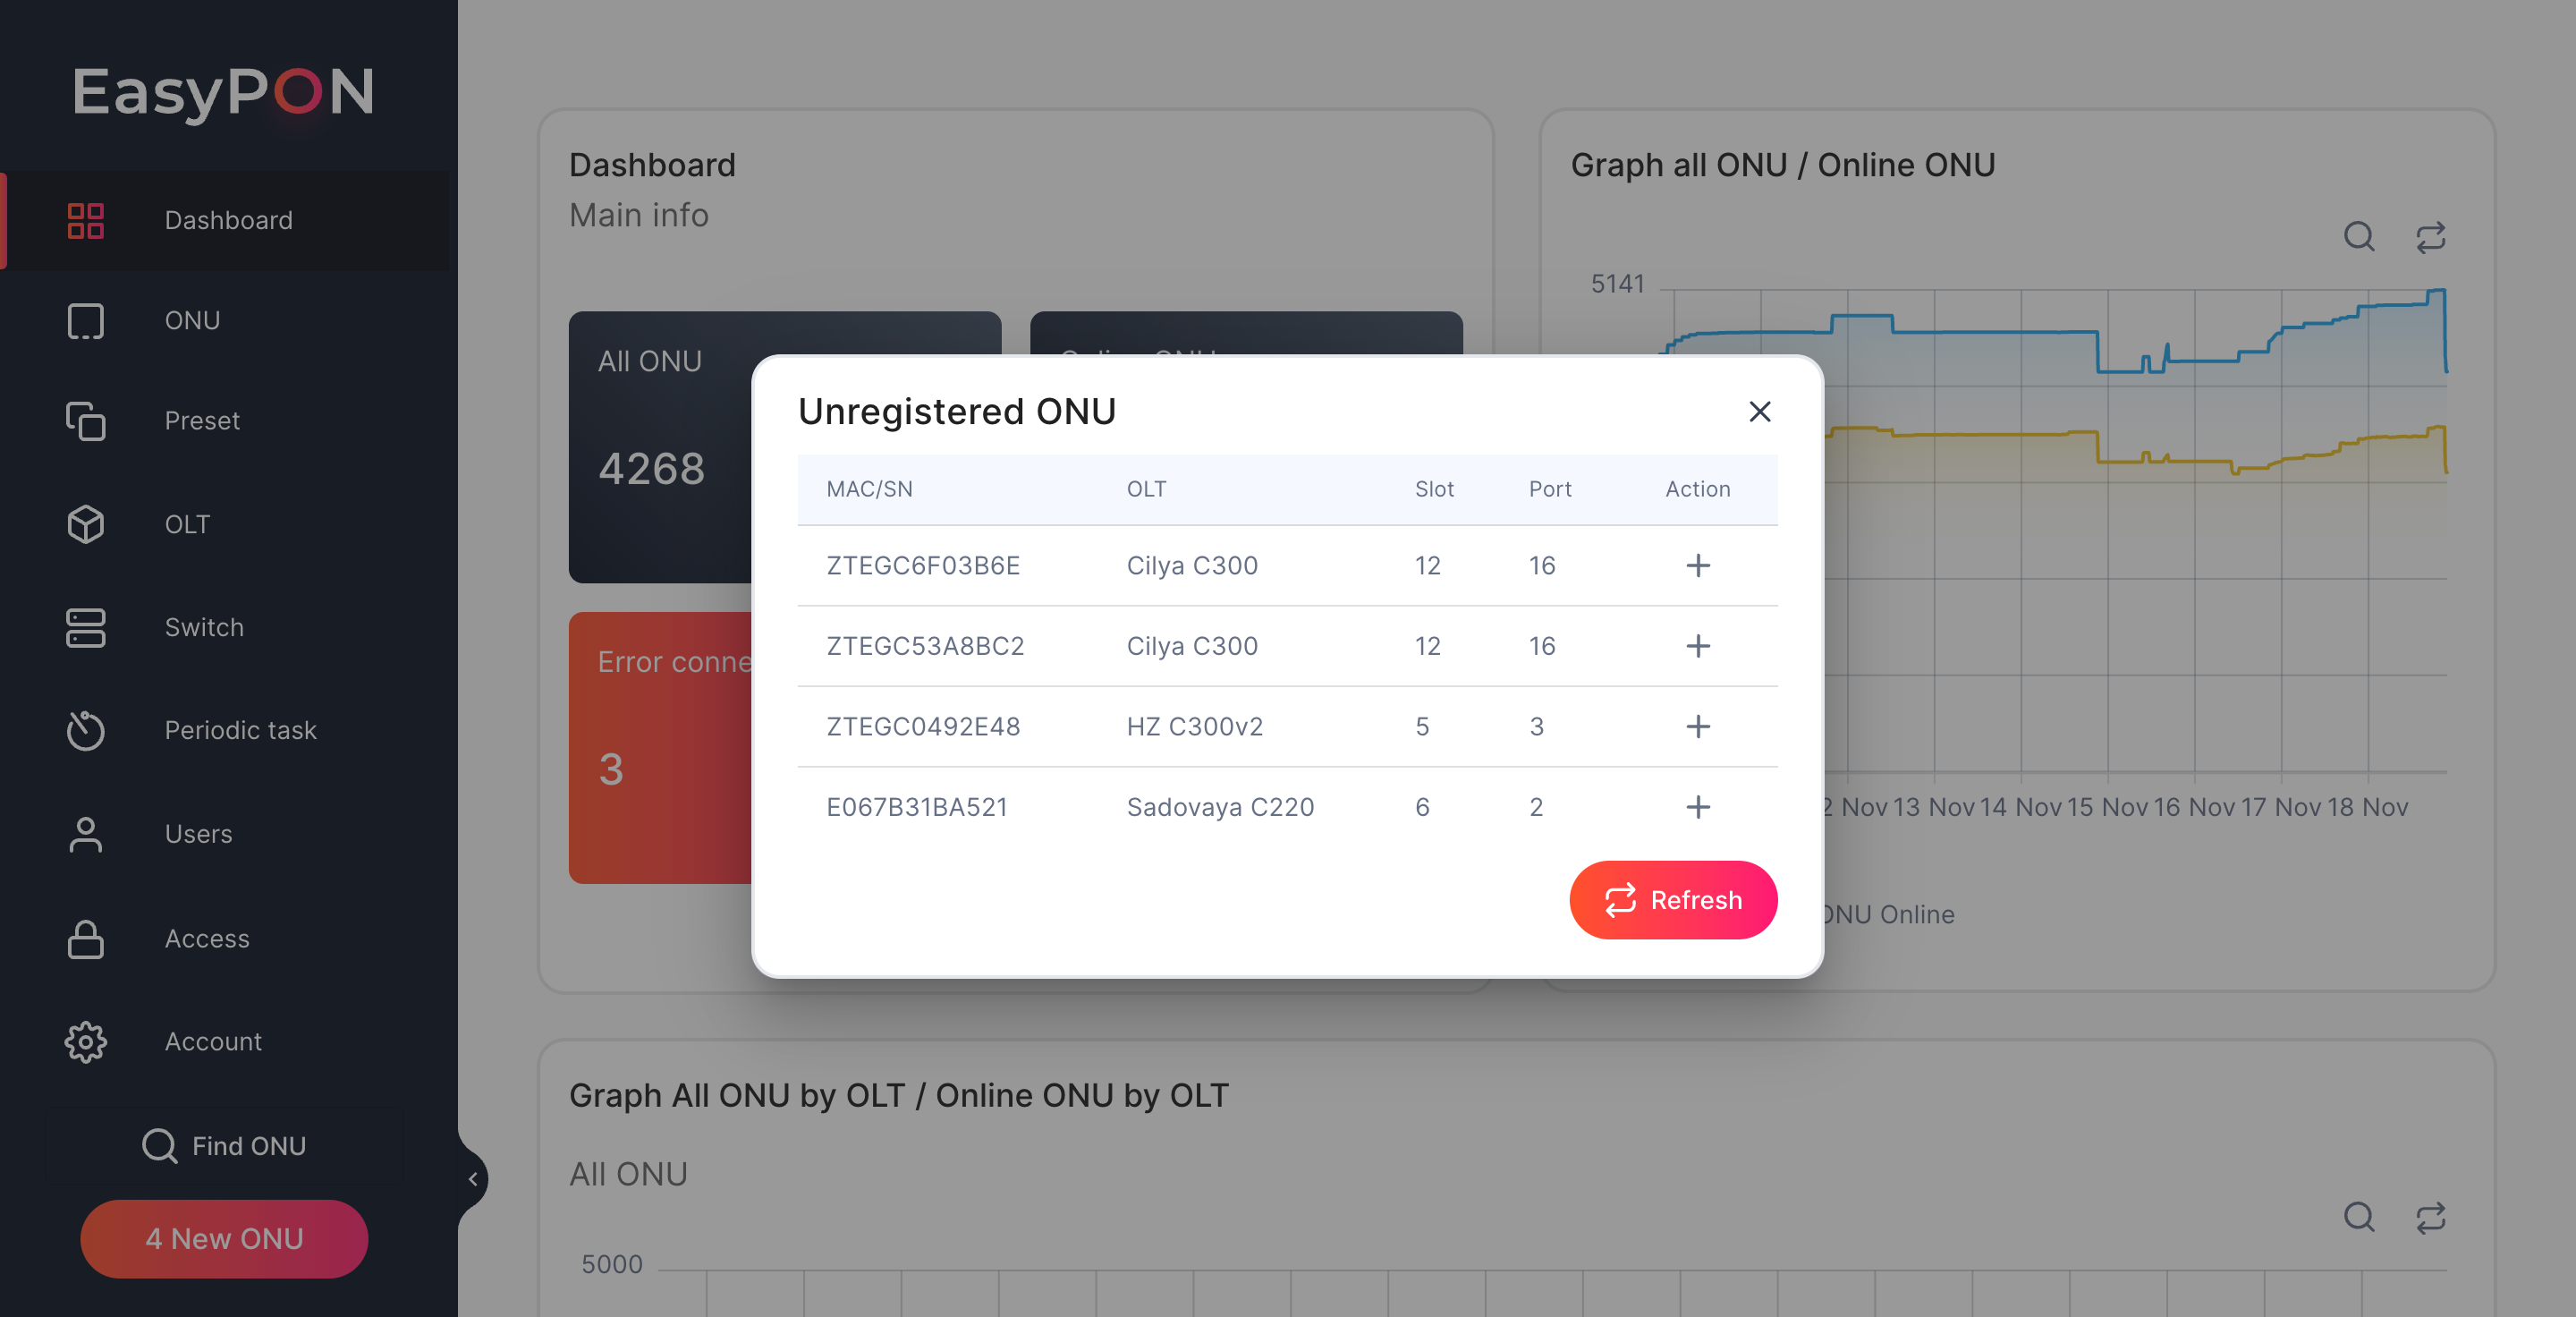 EasyPON
Dashboard
ONU
Preset
OLT
Switch
Periodic task
Users
Access
Account
Find ONU
4 New ONU
Dashboard
Main info
All ONU
4268
Error conne
3
Graph all ONU / Online ONU
5141
Nov 13 Nov 14 Nov 15 Nov 16 Nov 17 Nov 18 Nov
ONU Online
Unregistered ONU
MAC/SN OLT Slot Port Action
ZTEGC6F03B6E Cilya C300 12 16
ZTEGC53A8BC2 Cilya C300 12 16
ZTEGC0492E48 HZ C300v2 5 3
E067B31BA521 Sadovaya C220 6 2
Refresh
Graph All ONU by OLT / Online ONU by OLT
All ONU
5000